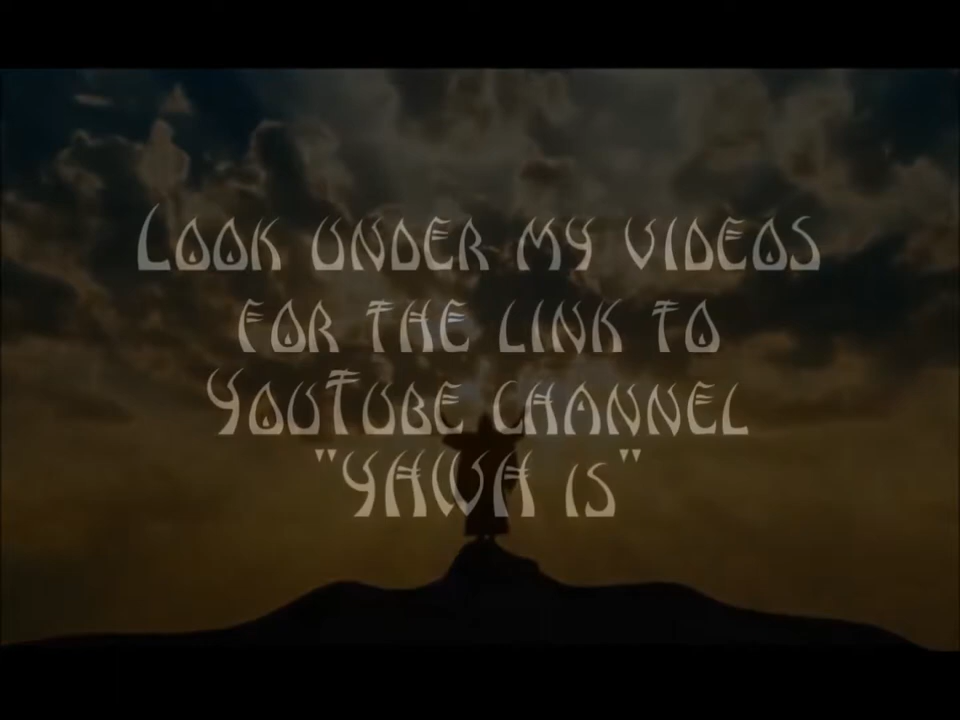 Look under my videos
for the link to
YouTube channel
"YAWA is"